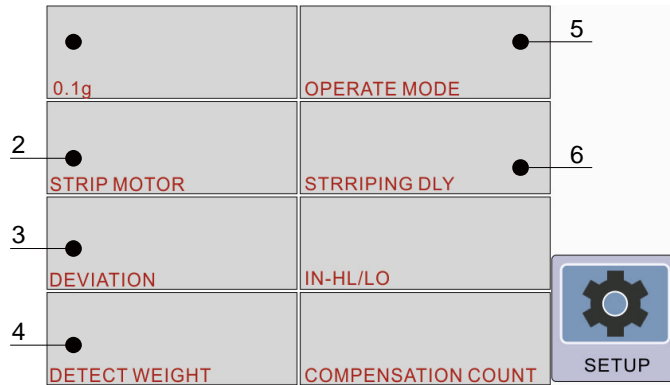 5
0.1g OPERATE MODE
2
6
STRIP MOTOR STRRIPING DLY
3
DEVIATION IN-HL/LO
4
DETECT WEIGHT COMPENSATION COUNT
SETUP